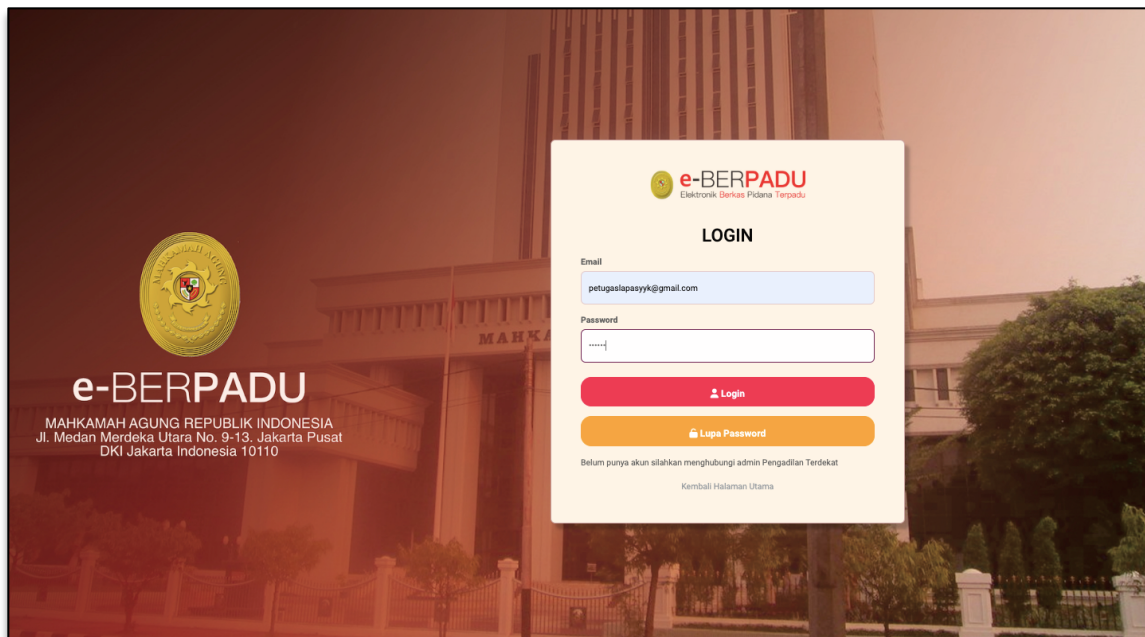 e-BERPADU
MAHKAMAH AGUNG REPUBLIK INDONESIA
Jl. Medan Merdeka Utara No. 9-13. Jakarta Pusat
DKI Jakarta Indonesia 10110
MAHKAMAH AGUNG
e-BERPADU
Elektronik Berkas Pidana Terpadu
LOGIN
Email
petugaslapasyyk@gmail.com
Password
Login
Lupa Password
Belum punya akun silahkan menghubungi admin Pengadilan Terdekat
Kembali Halaman Utama